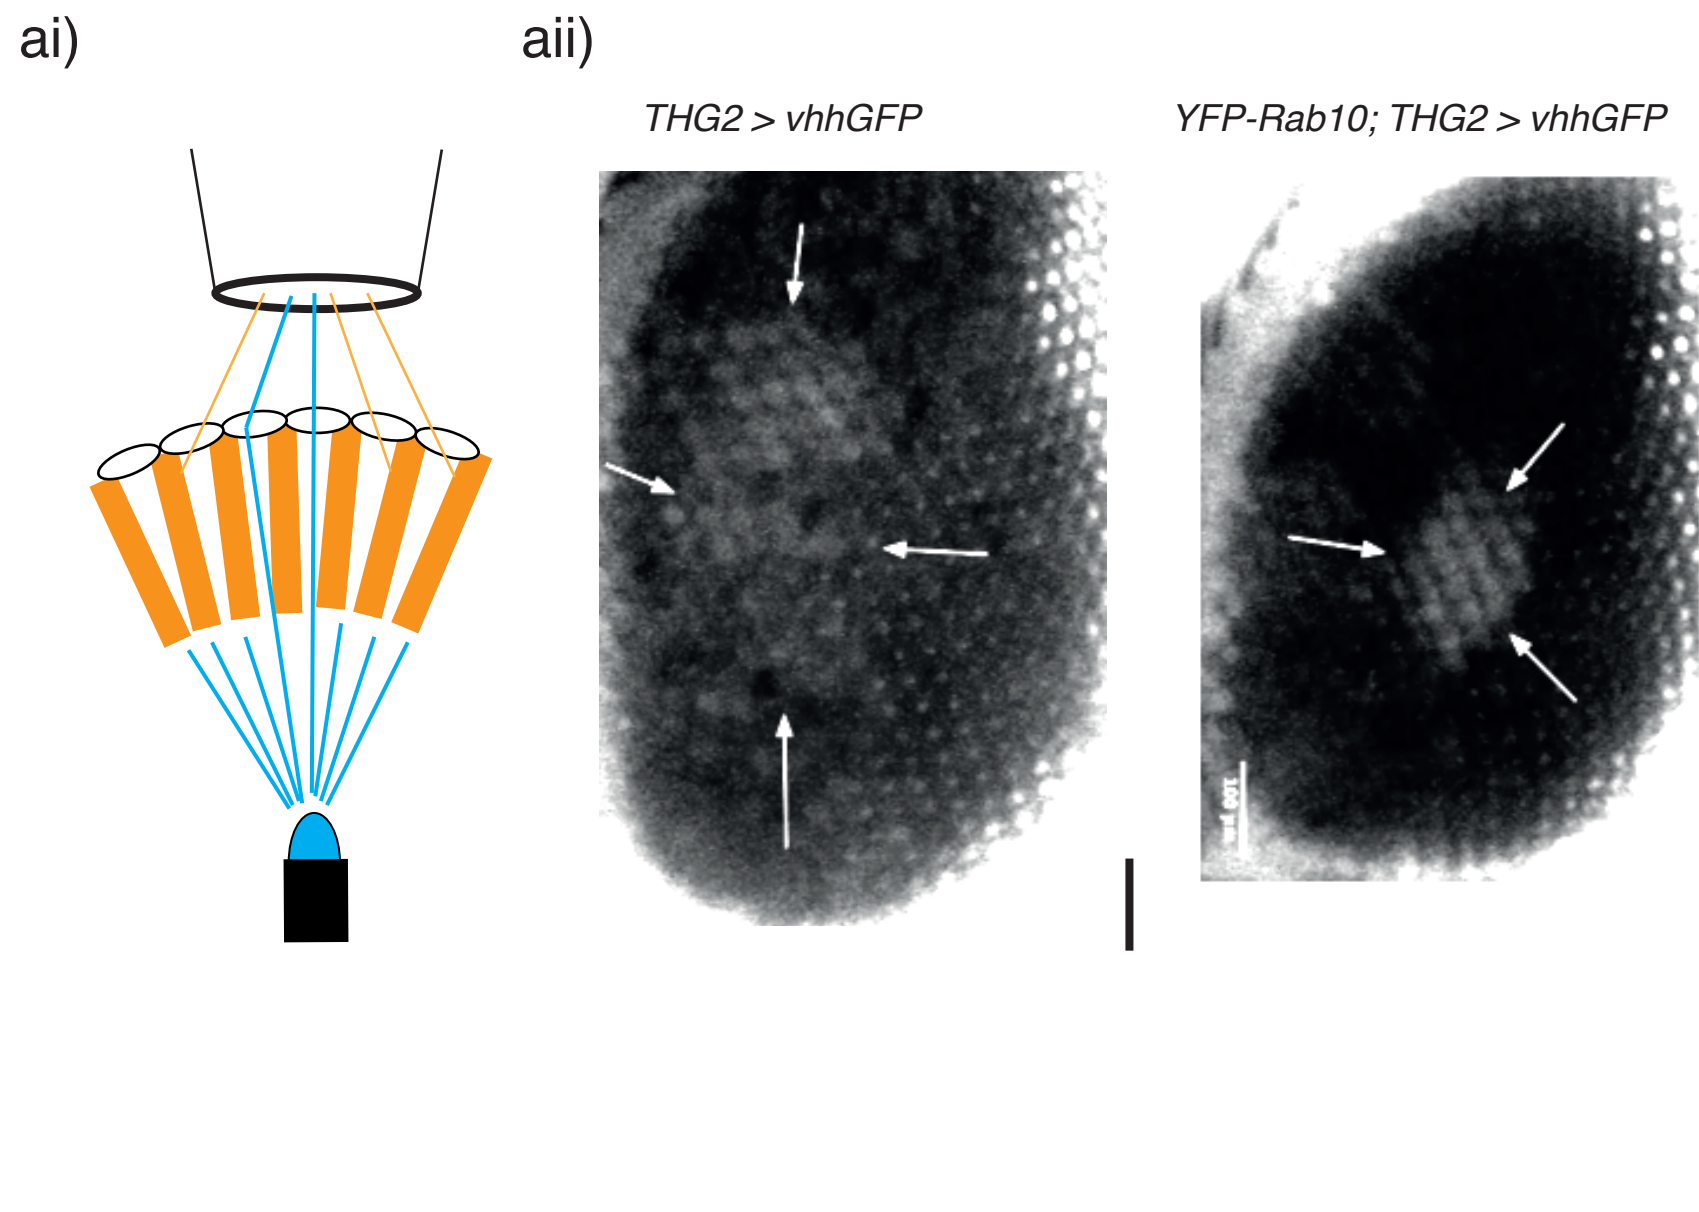 ai)
aii)
THG2 > vhhGFP
YFP-Rab10; THG2 > vhhGFP
100 µm